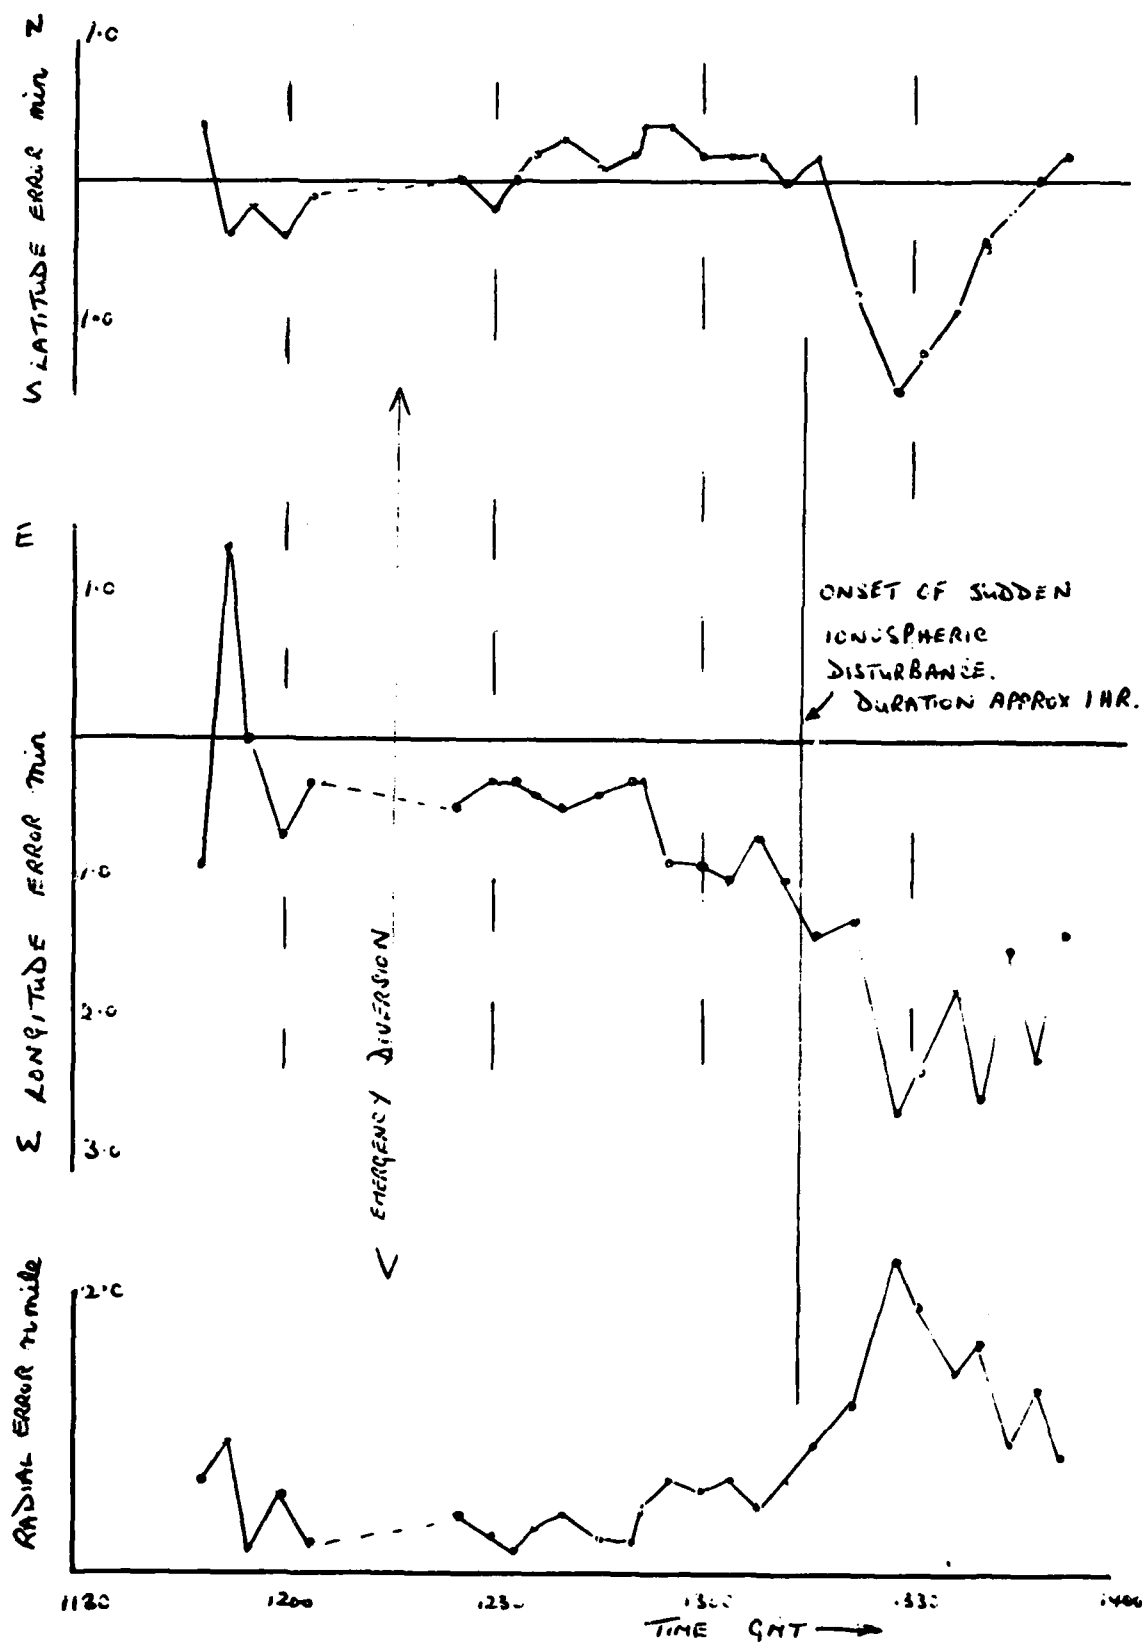 N
1.0
LATITUDE ERROR min
1.0
S
E
1.0
ONSET OF SUDDEN
IONOSPHERIC
DISTURBANCE.
DURATION APPROX 1 HR.
LONGITUDE ERROR min
1.0
2.0
3.0
EMERGENCY DIVERSION
2.0
RADIAL ERROR n mile
1200
1230
1300
1330
1400
TIME GMT